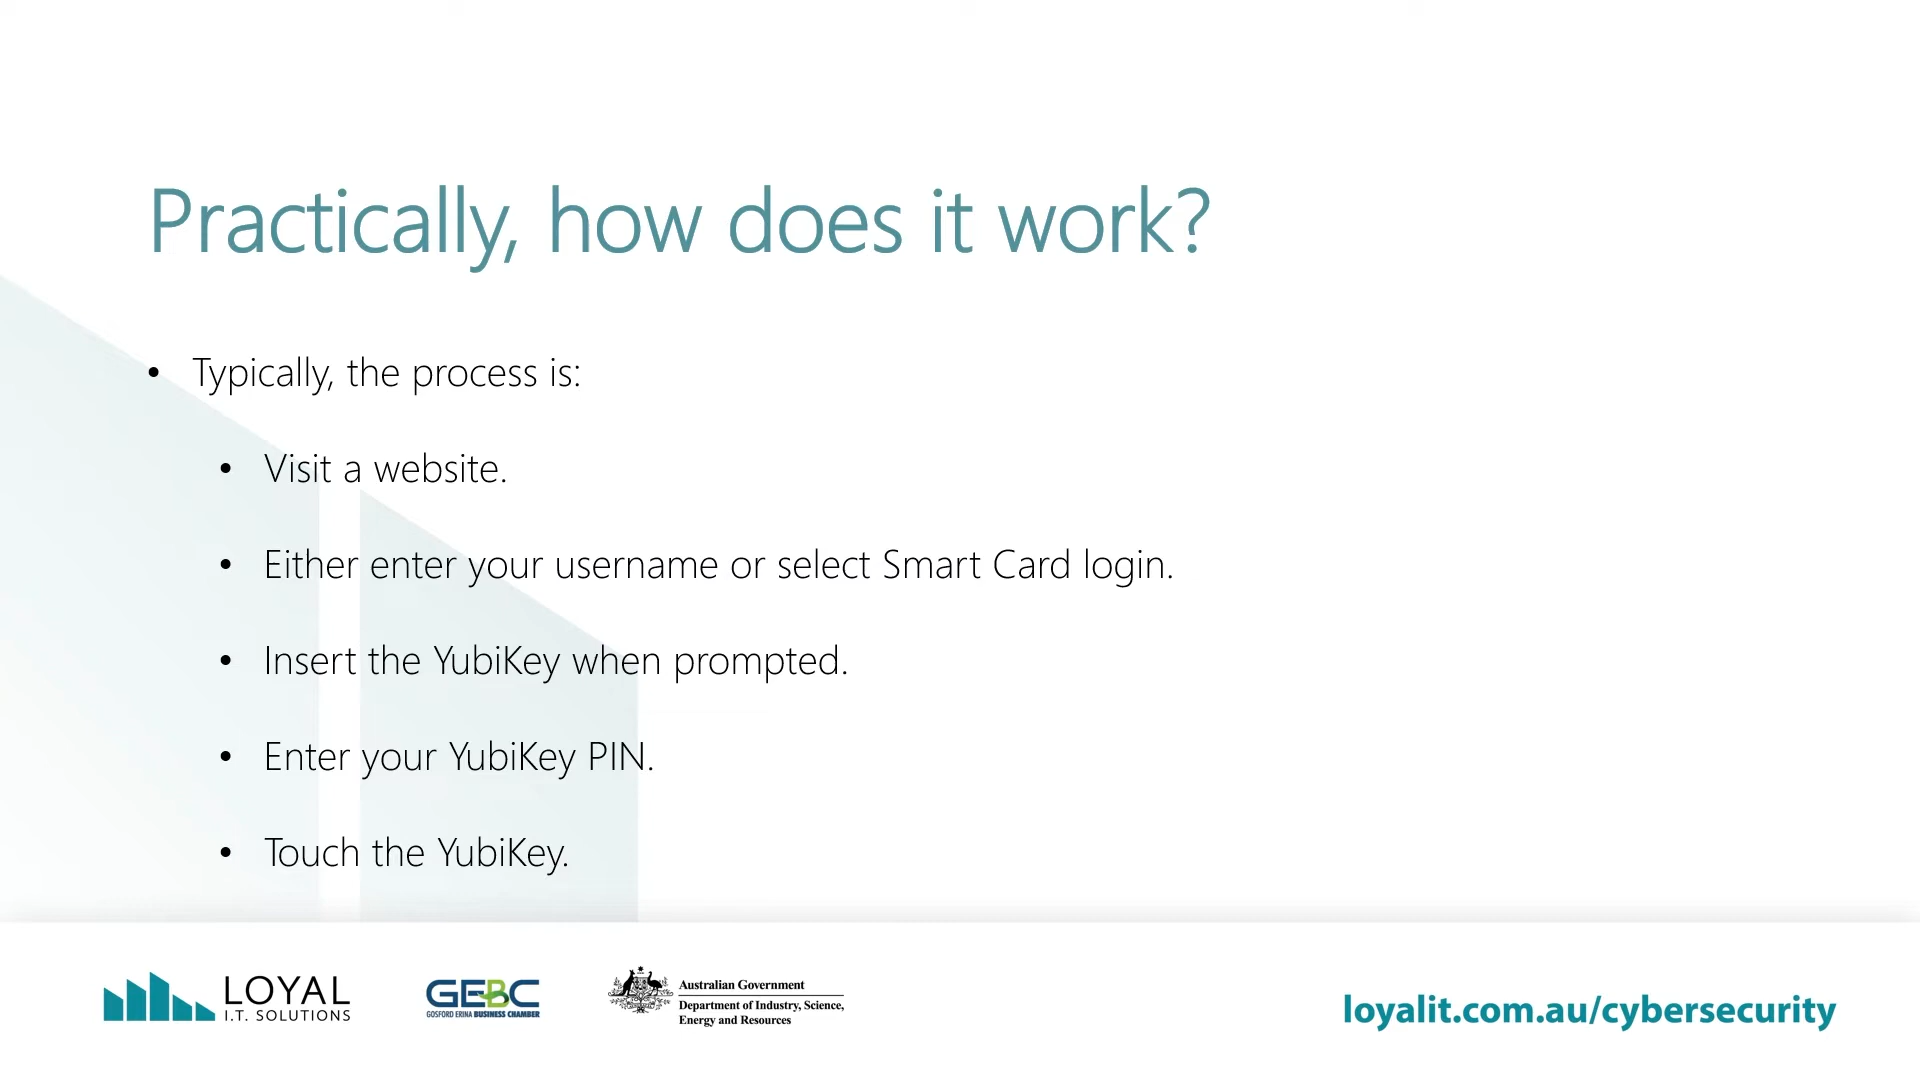 Practically, how does it work?
• Typically, the process is:
• Visit a website.
• Either enter your username or select Smart Card login.
• Insert the YubiKey when prompted.
• Enter your YubiKey PIN.
• Touch the YubiKey.
LOYAL
I.T. SOLUTIONS
GEBC
GOSFORD ERINA BUSINESS CHAMBER
Australian Government
Department of Industry, Science,
Energy and Resources
loyalit.com.au/cybersecurity